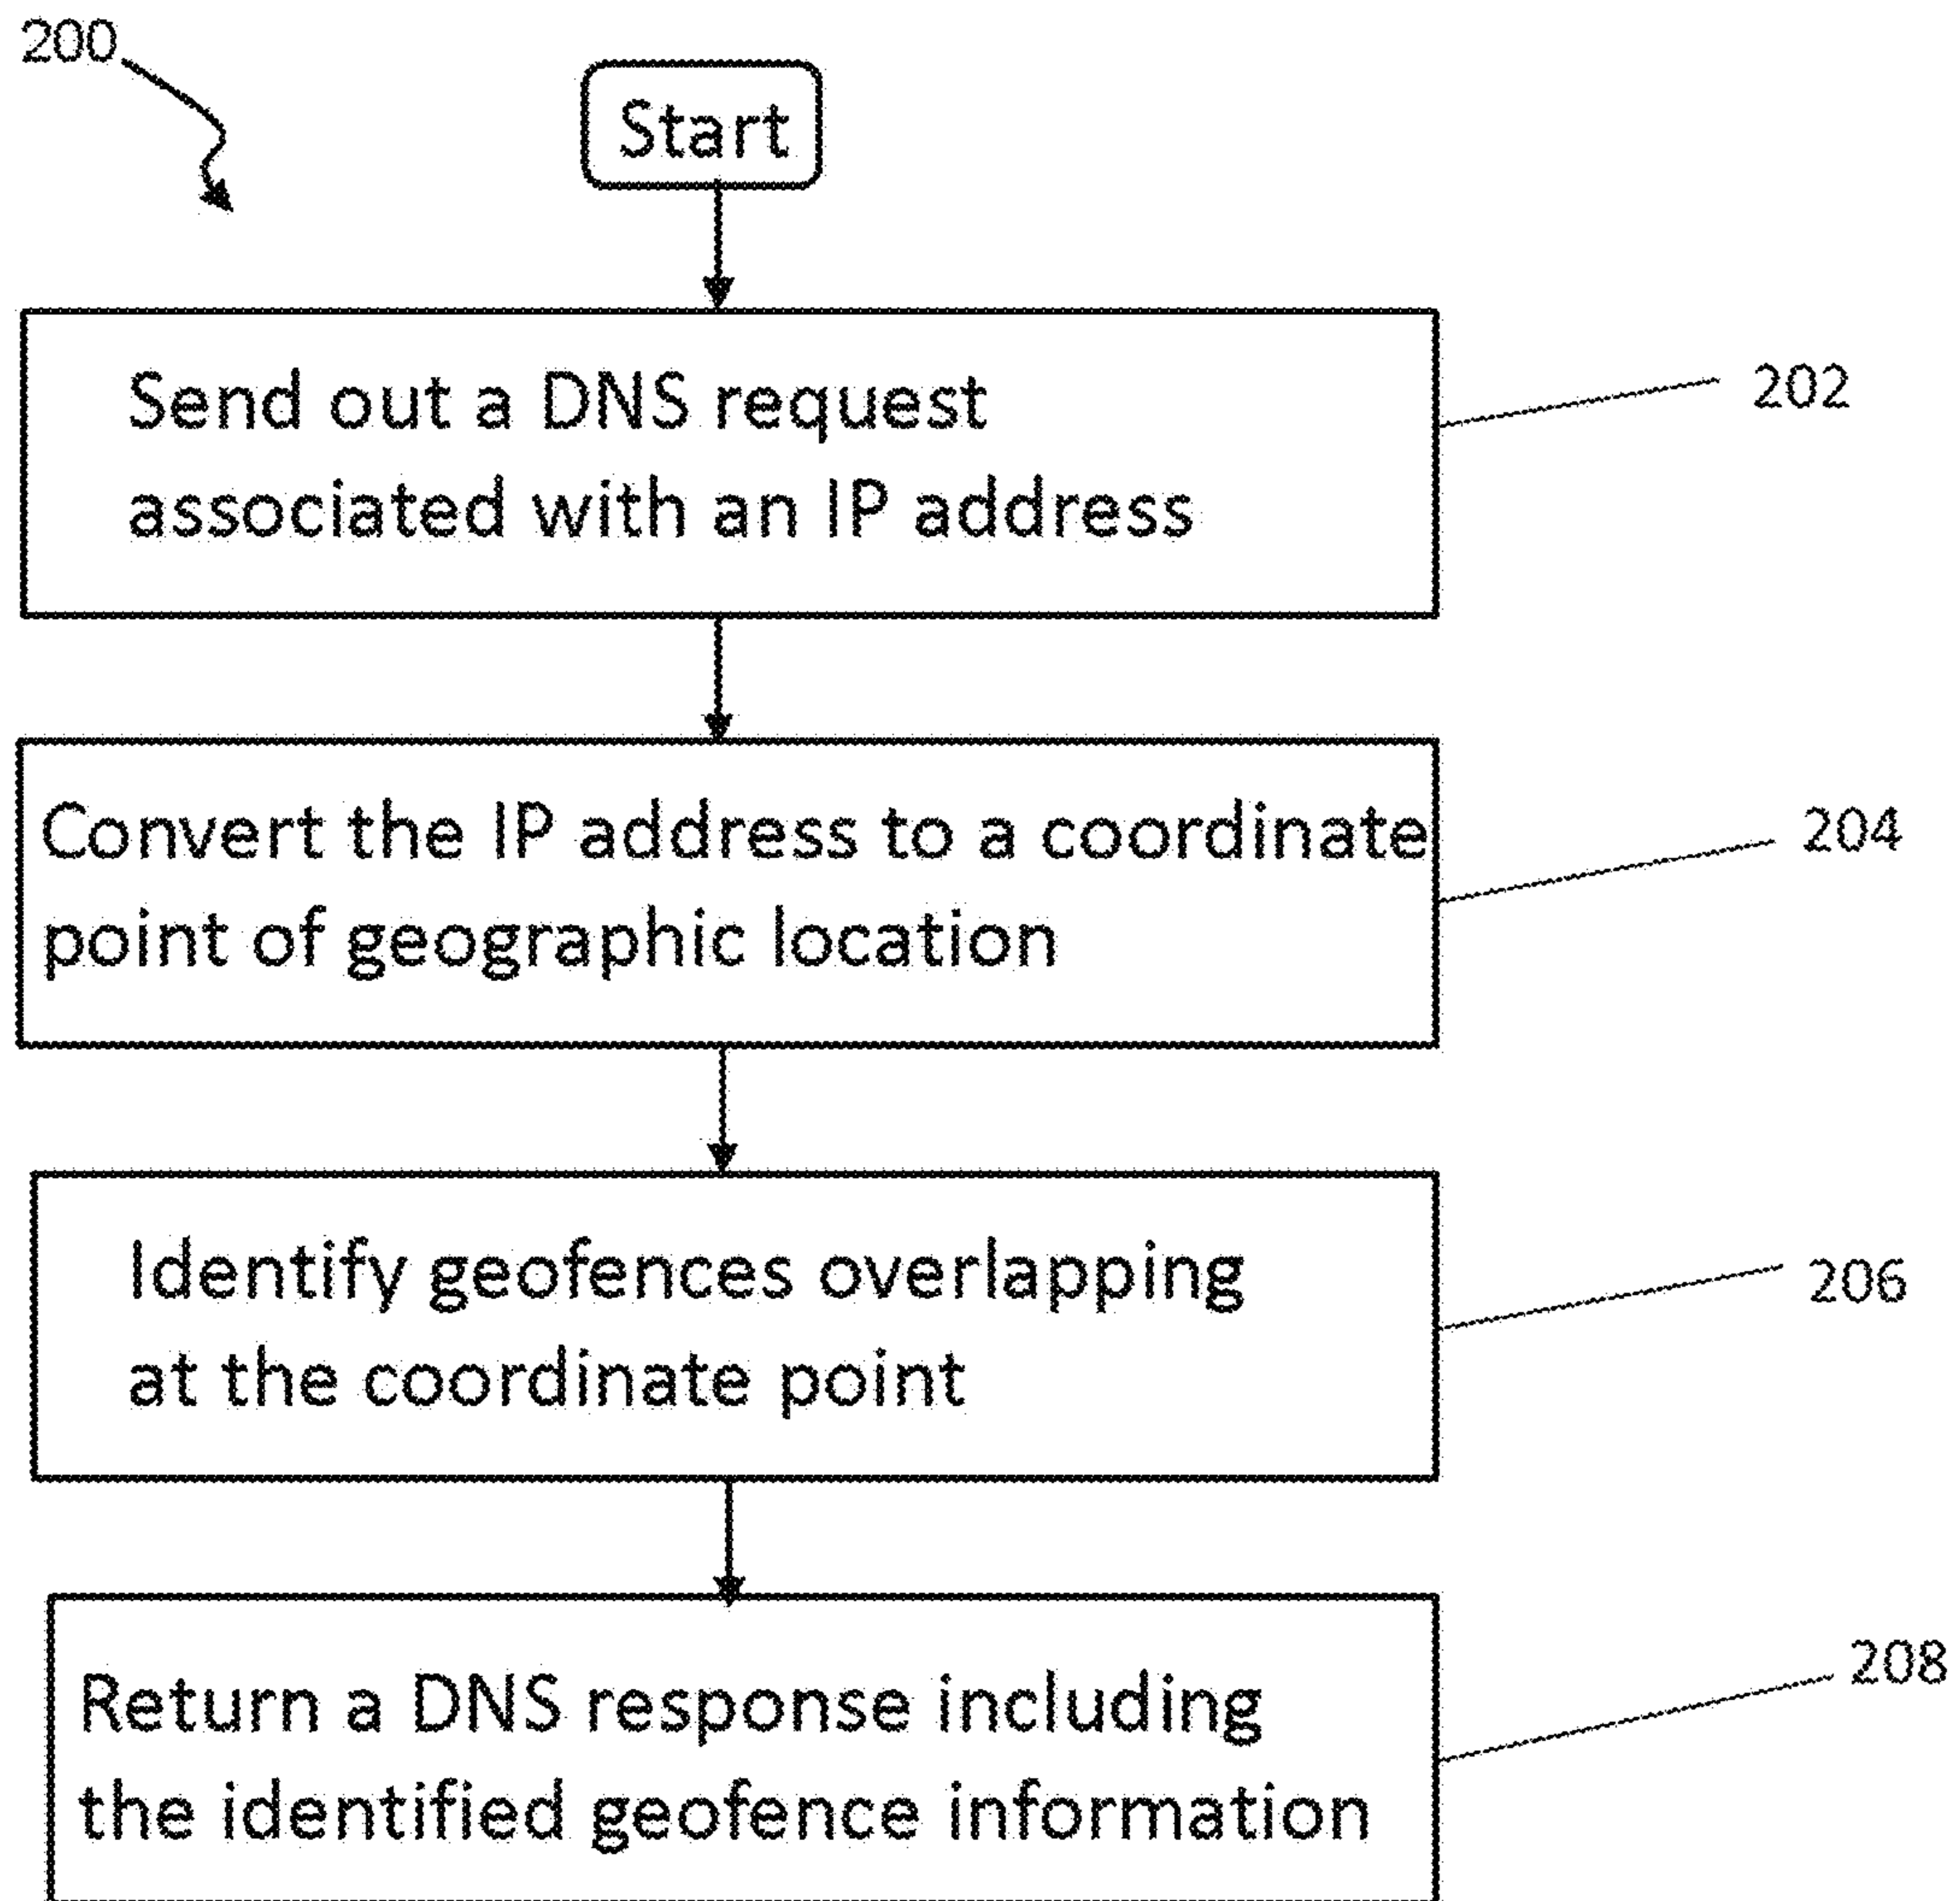 200
Start
Send out a DNS request
associated with an IP address
202
Convert the IP address to a coordinate
point of geographic location
204
Identify geofences overlapping
at the coordinate point
206
Return a DNS response including
the identified geofence information
208